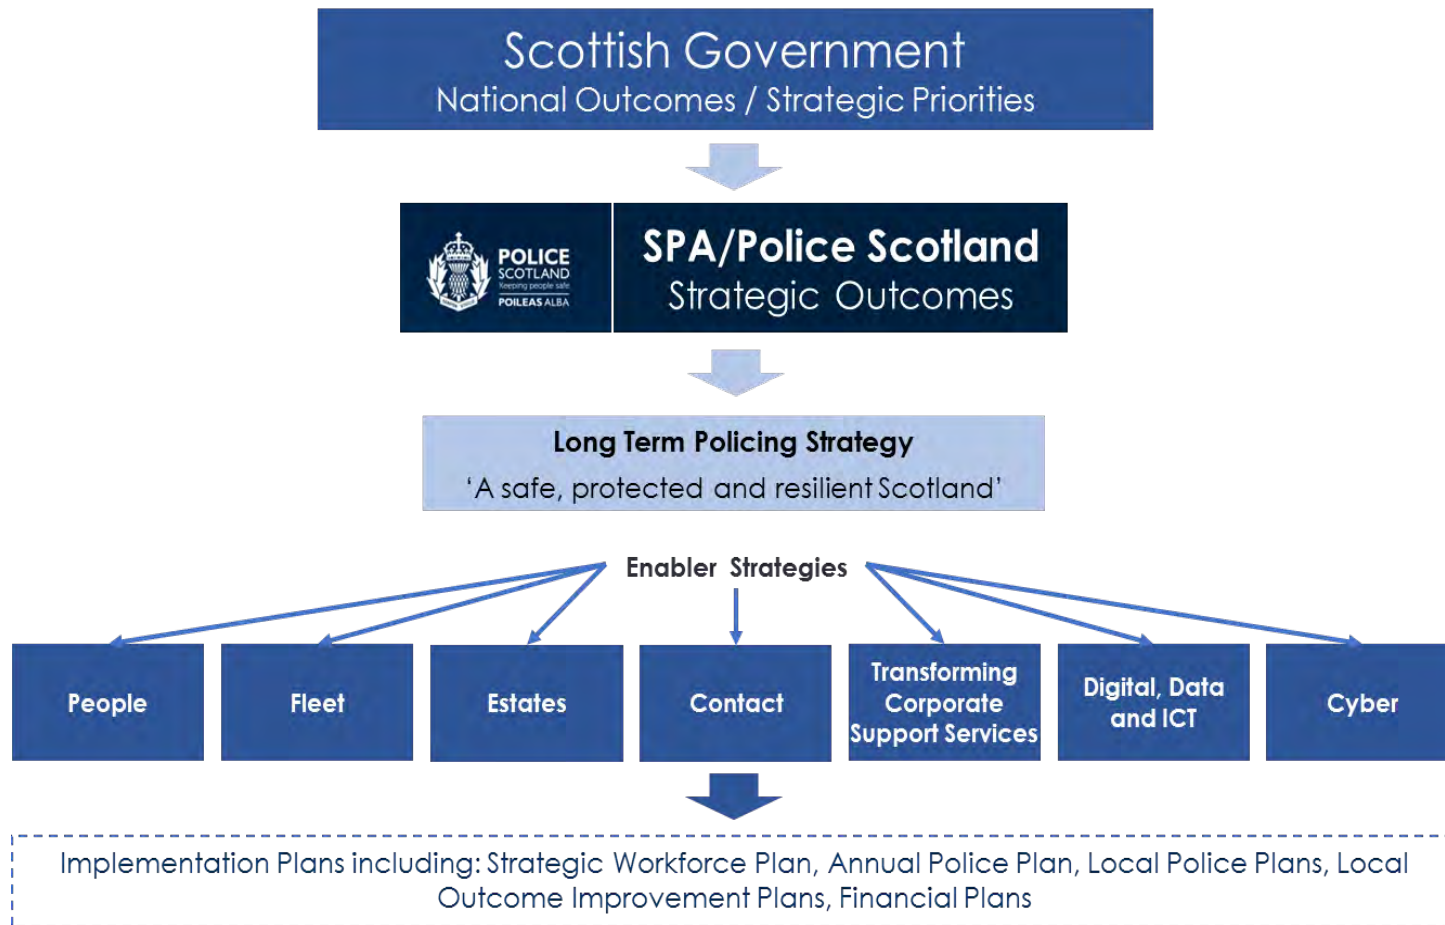 Scottish Government
National Outcomes / Strategic Priorities
POLICE
SCOTLAND
Keeping people safe
POILEAS ALBA
SPA/Police Scotland
Strategic Outcomes
Long Term Policing Strategy
‘A safe, protected and resilient Scotland’
Enabler Strategies
People
Fleet
Estates
Contact
Transforming
Corporate
Support Services
Digital, Data
and ICT
Cyber
Implementation Plans including: Strategic Workforce Plan, Annual Police Plan, Local Police Plans, Local
Outcome Improvement Plans, Financial Plans